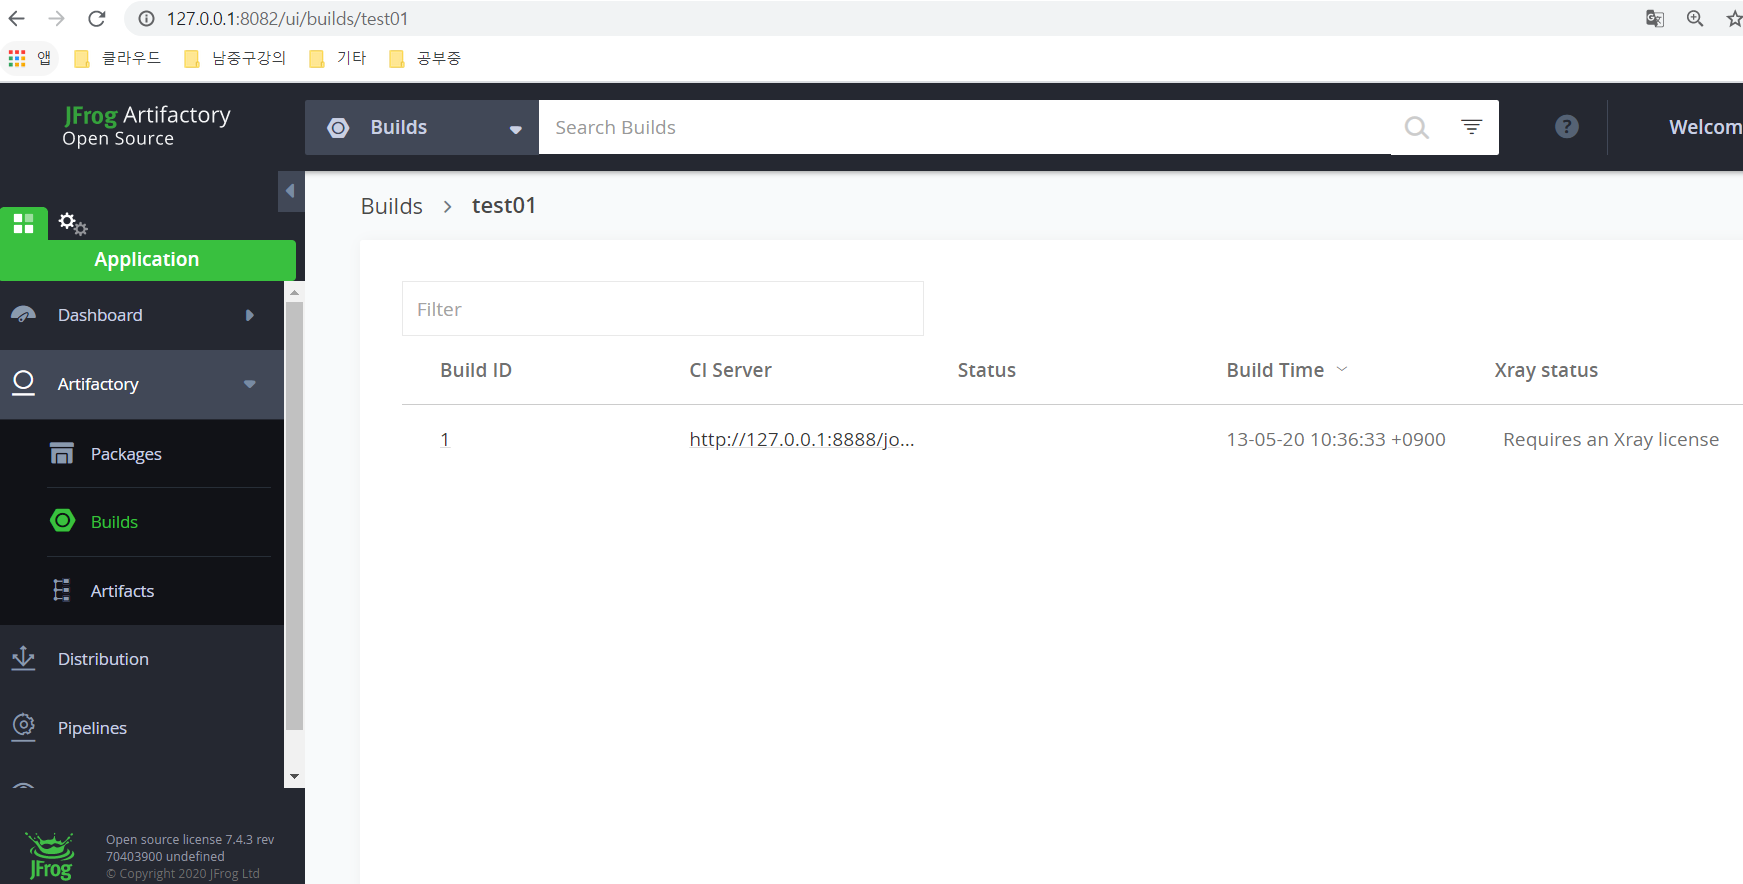 127.0.0.1:8082/ui/builds/test01
앱 클라우드 남중구강의 기타 공부중
JFrog Artifactory
Open Source
Builds
Search Builds
?
Welcom
Builds > test01
Application
Dashboard
Artifactory
Packages
Builds
Artifacts
Distribution
Pipelines
Filter
Build ID CI Server Status Build Time Xray status
1 http://127.0.0.1:8888/jo... 13-05-20 10:36:33 +0900 Requires an Xray license
JFrog
Open source license 7.4.3 rev
70403900 undefined
© Copyright 2020 JFrog Ltd